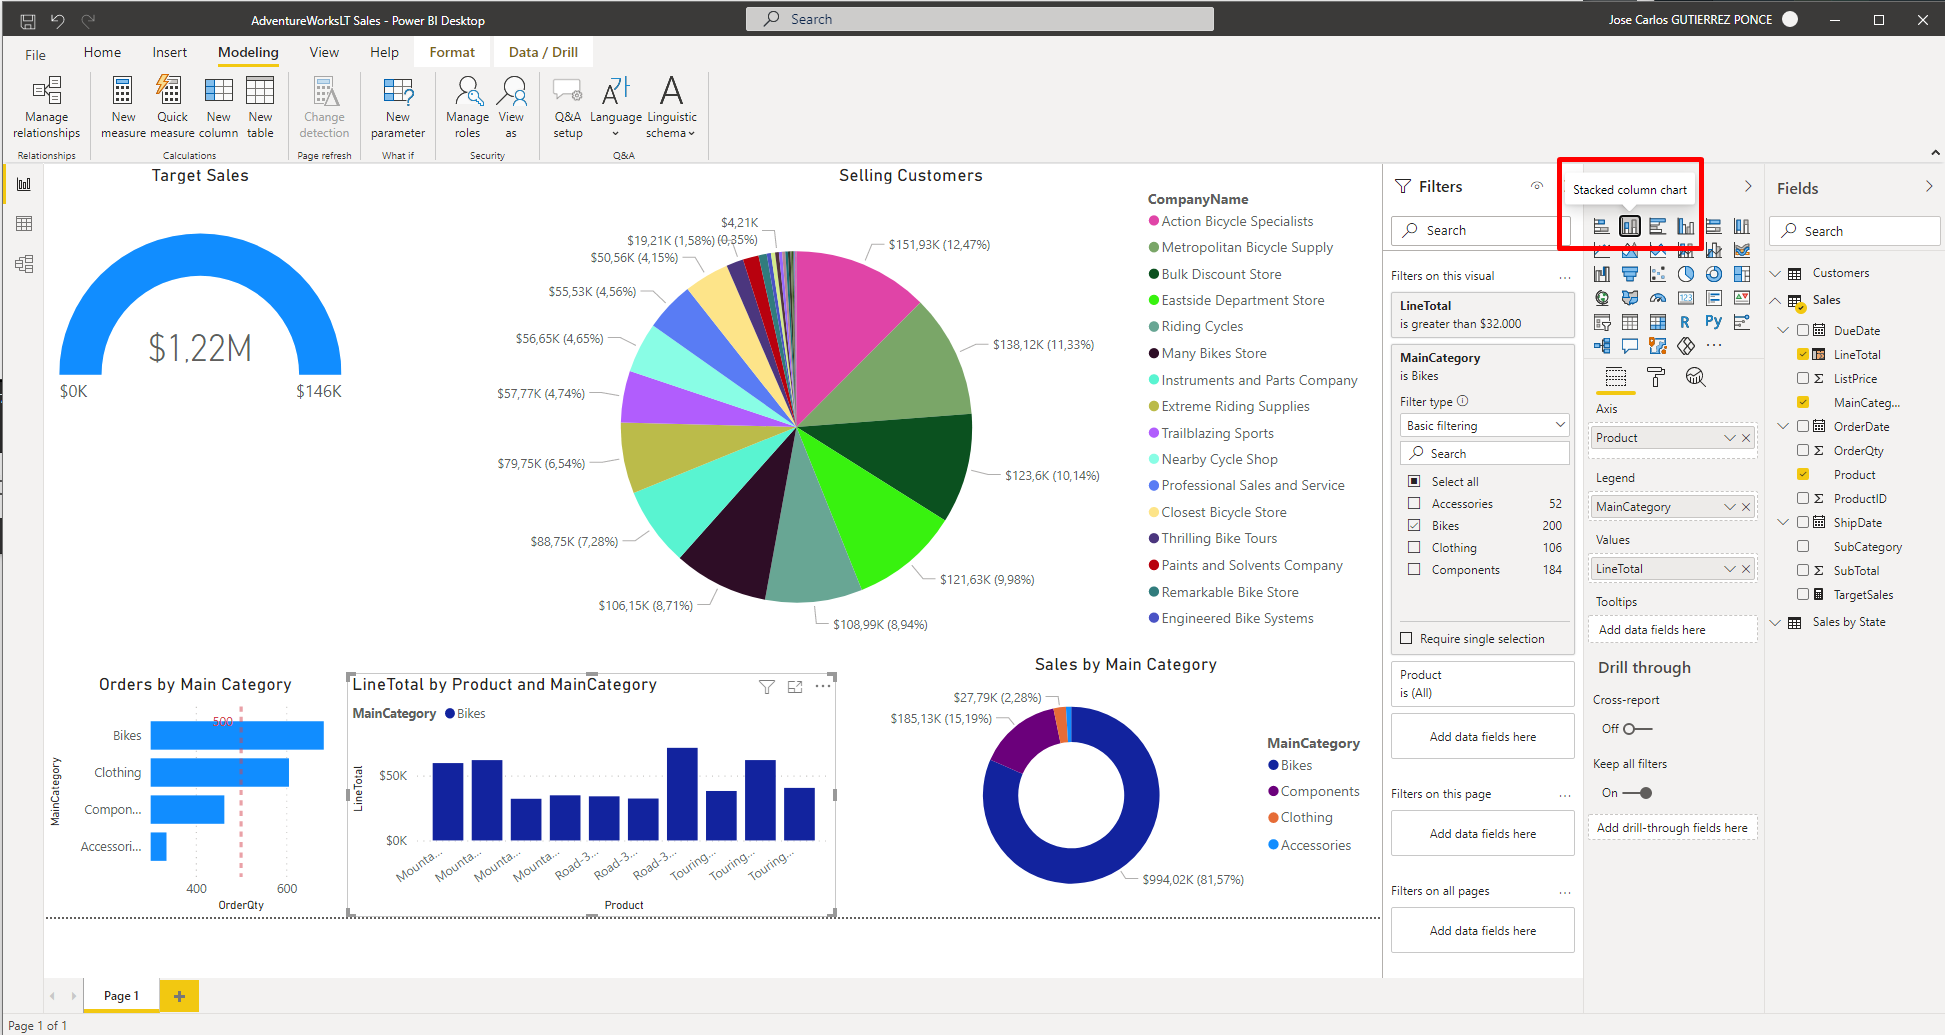 AdventureWorksLT Sales - Power BI Desktop
Search
Jose Carlos GUTIERREZ PONCE
File
Home
Insert
Modeling
View
Help
Format
Data / Drill
Manage relationships
New measure
Quick measure
New column
New table
Change detection
New parameter
Manage roles
View as
Q&A setup
Language
Linguistic schema
Relationships
Calculations
Page refresh
What if
Security
Q&A
Target Sales
$1,22M
$0K
$146K
Selling Customers
$4,21K
(0,35%)
$19,21K (1,58%)
$50,56K (4,15%)
$55,53K (4,56%)
$56,65K (4,65%)
$57,77K (4,74%)
$79,75K (6,54%)
$88,75K (7,28%)
$106,15K (8,71%)
$108,99K (8,94%)
$121,63K (9,98%)
$123,6K (10,14%)
$138,12K (11,33%)
$151,93K (12,47%)
CompanyName
Action Bicycle Specialists
Metropolitan Bicycle Supply
Bulk Discount Store
Eastside Department Store
Riding Cycles
Many Bikes Store
Instruments and Parts Company
Extreme Riding Supplies
Trailblazing Sports
Nearby Cycle Shop
Professional Sales and Service
Closest Bicycle Store
Thrilling Bike Tours
Paints and Solvents Company
Remarkable Bike Store
Engineered Bike Systems
Orders by Main Category
MainCategory
Bikes
Clothing
Compon...
Accessori...
500
400
600
OrderQty
LineTotal by Product and MainCategory
MainCategory
Bikes
LineTotal
$50K
$0K
Mounta...
Mounta...
Mounta...
Mounta...
Road-3...
Road-3...
Road-3...
Touring...
Touring...
Touring...
Product
Sales by Main Category
$27,79K (2,28%)
$185,13K (15,19%)
$994,02K (81,57%)
MainCategory
Bikes
Components
Clothing
Accessories
Filters
Search
Filters on this visual
...
LineTotal
is greater than $32.000
MainCategory
is Bikes
Filter type
Basic filtering
Search
Select all
Accessories 52
Bikes 200
Clothing 106
Components 184
Require single selection
Product
is (All)
Add data fields here
Filters on this page
...
Add data fields here
Filters on all pages
...
Add data fields here
Stacked column chart
123
R
Py
...
Axis
Product
Legend
MainCategory
Values
LineTotal
Tooltips
Add data fields here
Drill through
Cross-report
Off
Keep all filters
On
Add drill-through fields here
Fields
Search
Customers
Sales
DueDate
LineTotal
ListPrice
MainCateg...
OrderDate
OrderQty
Product
ProductID
ShipDate
SubCategory
SubTotal
TargetSales
Sales by State
Page 1
Page 1 of 1